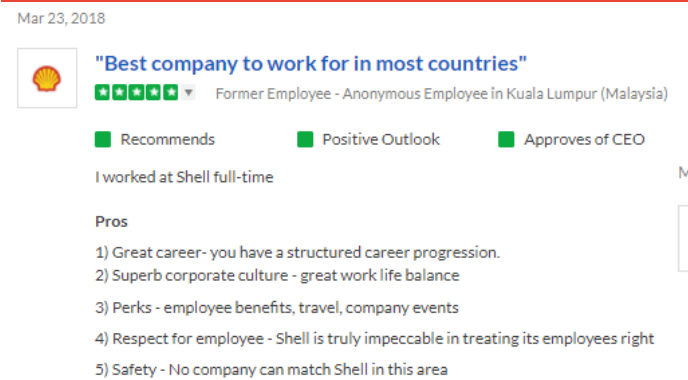 Mar 23, 2018
"Best company to work for in most countries"
Former Employee - Anonymous Employee in Kuala Lumpur (Malaysia)
Recommends Positive Outlook Approves of CEO
I worked at Shell full-time
M
Pros
1) Great career- you have a structured career progression.
2) Superb corporate culture - great work life balance
3) Perks - employee benefits, travel, company events
4) Respect for employee - Shell is truly impeccable in treating its employees right
5) Safety - No company can match Shell in this area